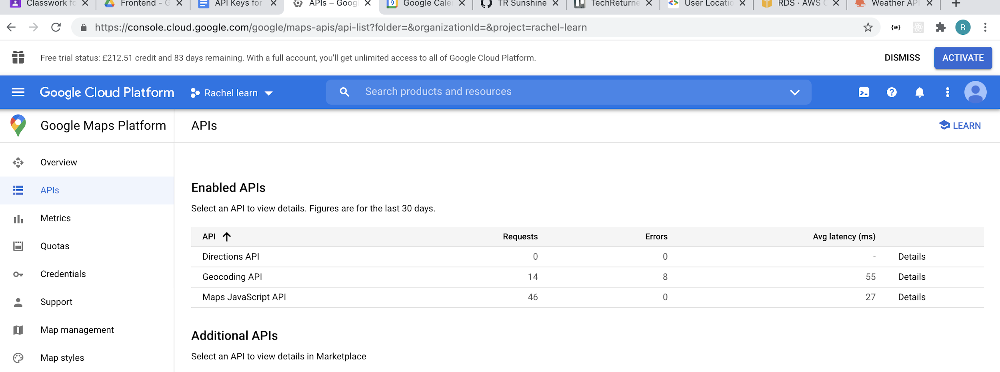 Classwork fo Frontend - G API Keys for APIs – Goog Google Caler TR Sunshine TechReturne User Locatio RDS · AWS C Weather API
https://console.cloud.google.com/google/maps-apis/api-list?folder=&organizationId=&project=rachel-learn
R
Free trial status: £212.51 credit and 83 days remaining. With a full account, you'll get unlimited access to all of Google Cloud Platform.
DISMISS ACTIVATE
Google Cloud Platform Rachel learn Search products and resources
Google Maps Platform APIs LEARN
Overview
APIs
Metrics
Quotas
Credentials
Support
Map management
Map styles
Enabled APIs
Select an API to view details. Figures are for the last 30 days.
API Requests Errors Avg latency (ms)
Directions API 0 0 - Details
Geocoding API 14 8 55 Details
Maps JavaScript API 46 0 27 Details
Additional APIs
Select an API to view details in Marketplace